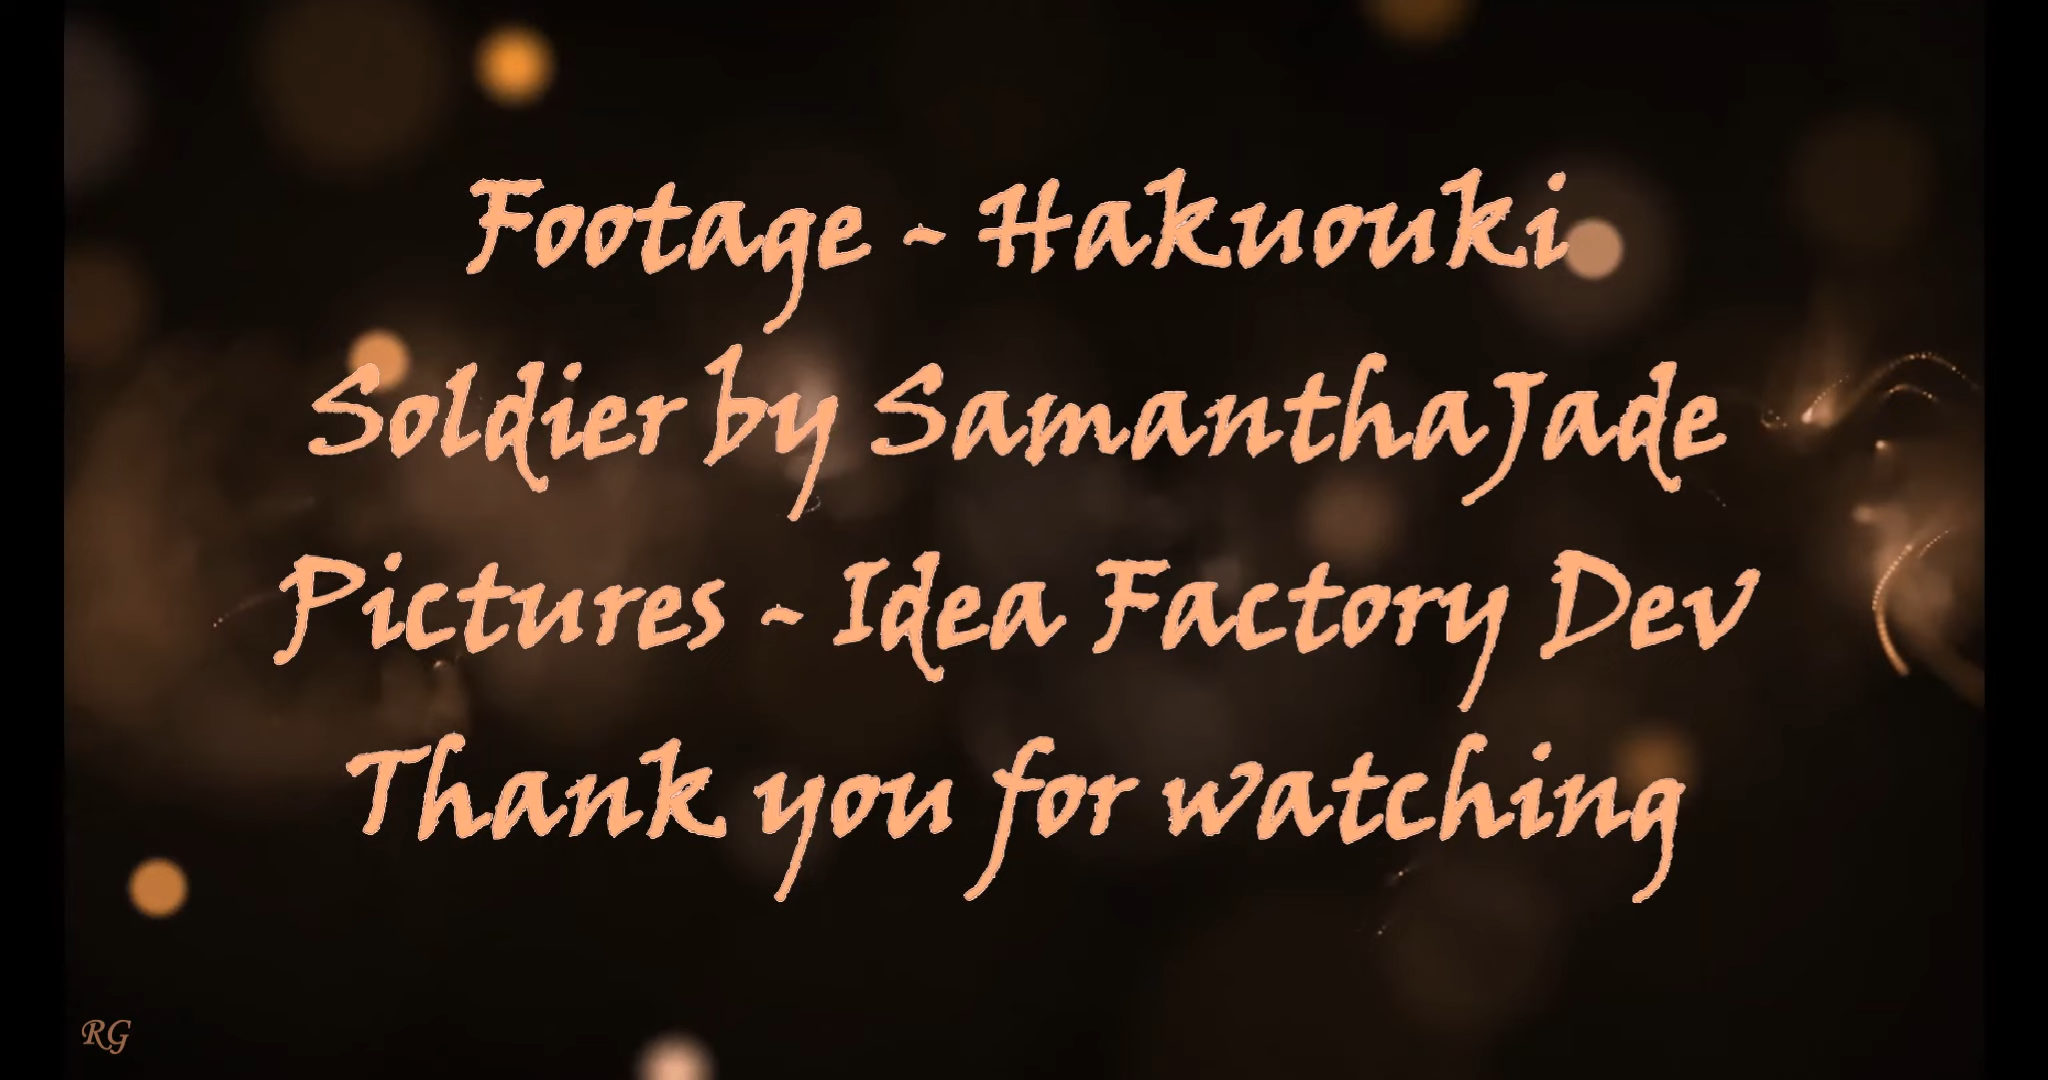 Footage - Hakuouki
Soldier by SamanthaJade
Pictures - Idea Factory Dev
Thank you for watching
RG